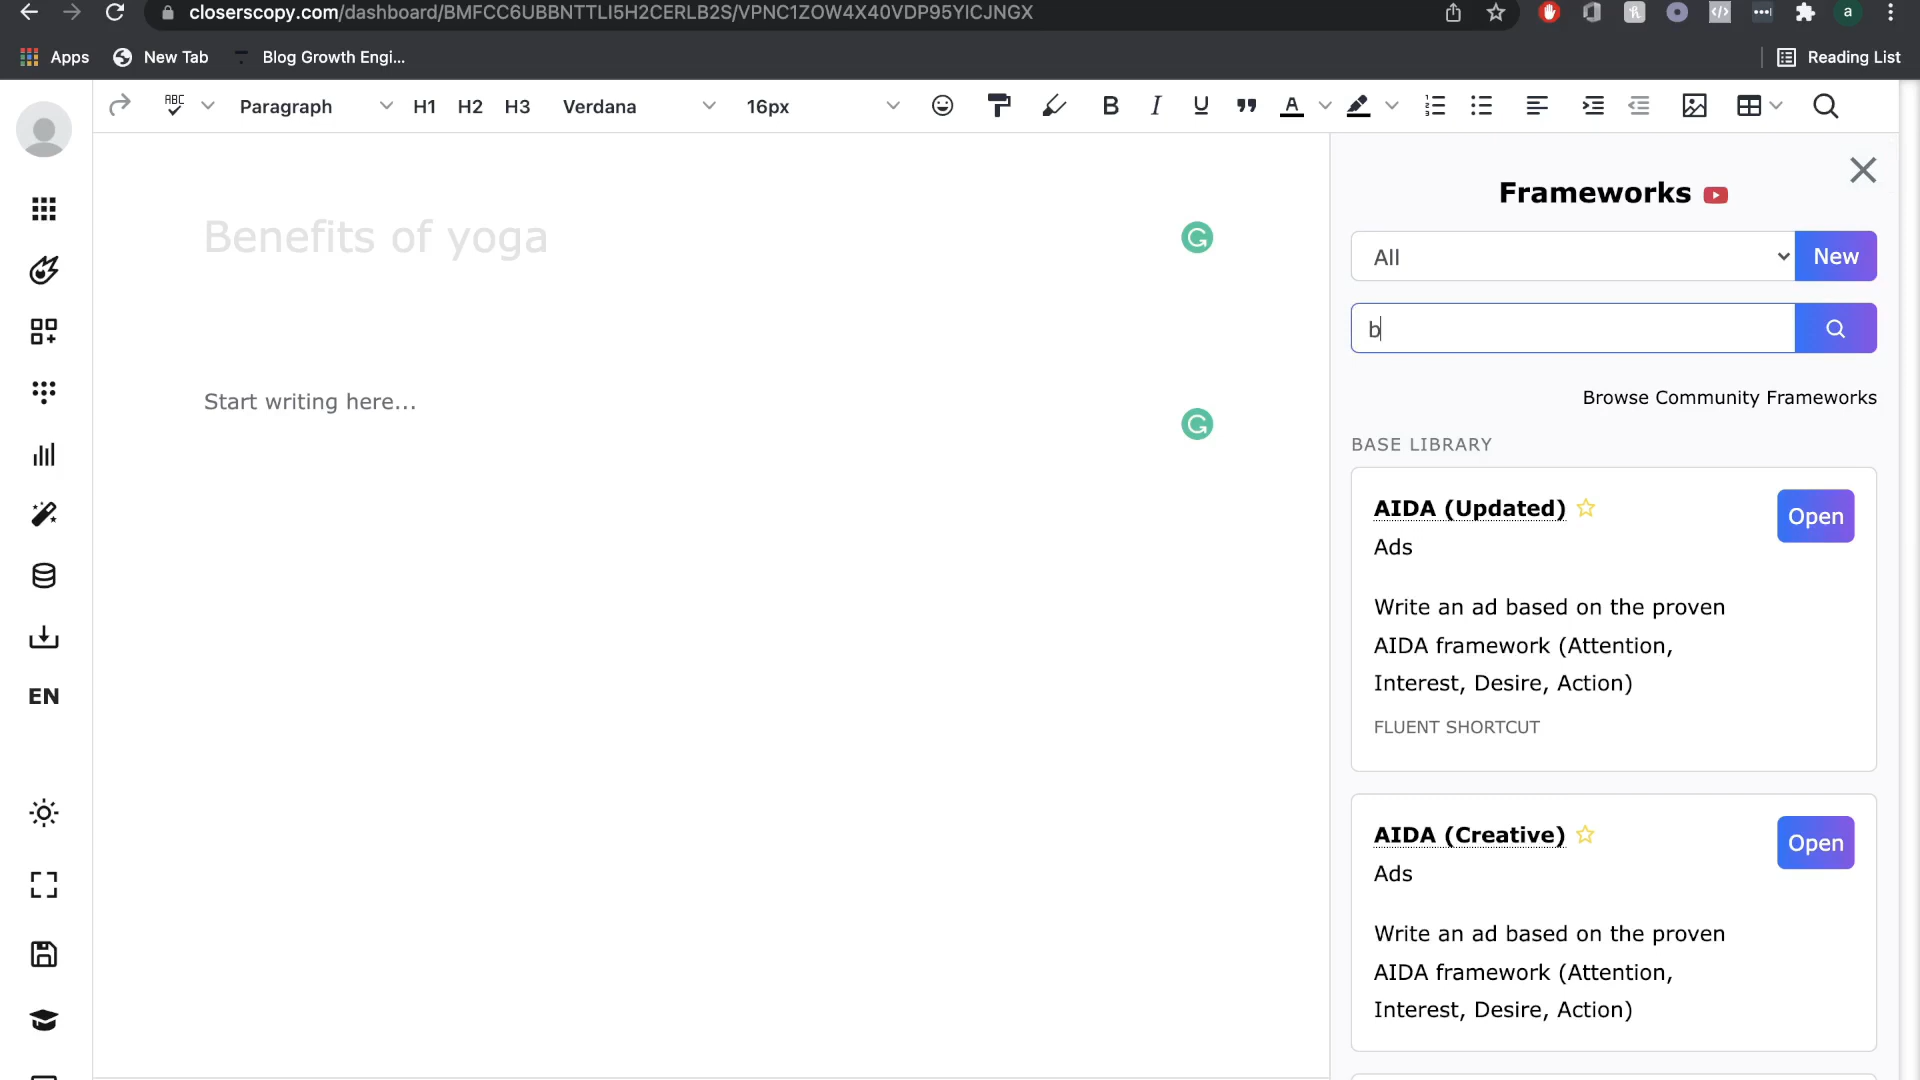 closerscopy.com/dashboard/BMFCC6UBBNTTLI5H2CERLB2S/VPNC1ZOW4X40VDP95YICJNGX
a
Apps
New Tab
Blog Growth Engi...
Reading List
ABC
Paragraph
H1
H2
H3
Verdana
16px
B
I
U
A
Frameworks
All
New
b
Browse Community Frameworks
BASE LIBRARY
AIDA (Updated)
Open
Ads
Write an ad based on the proven
AIDA framework (Attention,
Interest, Desire, Action)
FLUENT SHORTCUT
AIDA (Creative)
Open
Ads
Write an ad based on the proven
AIDA framework (Attention,
Interest, Desire, Action)
Benefits of yoga
Start writing here...
EN